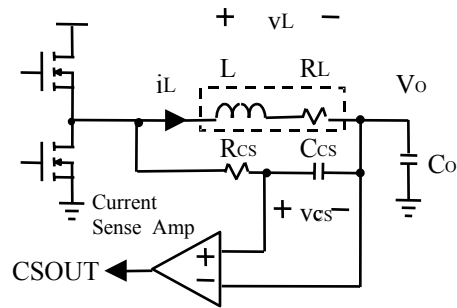 + vL −
iL L RL VO
RCS CCS CO
Current + vcs −
Sense Amp
CSOUT + −